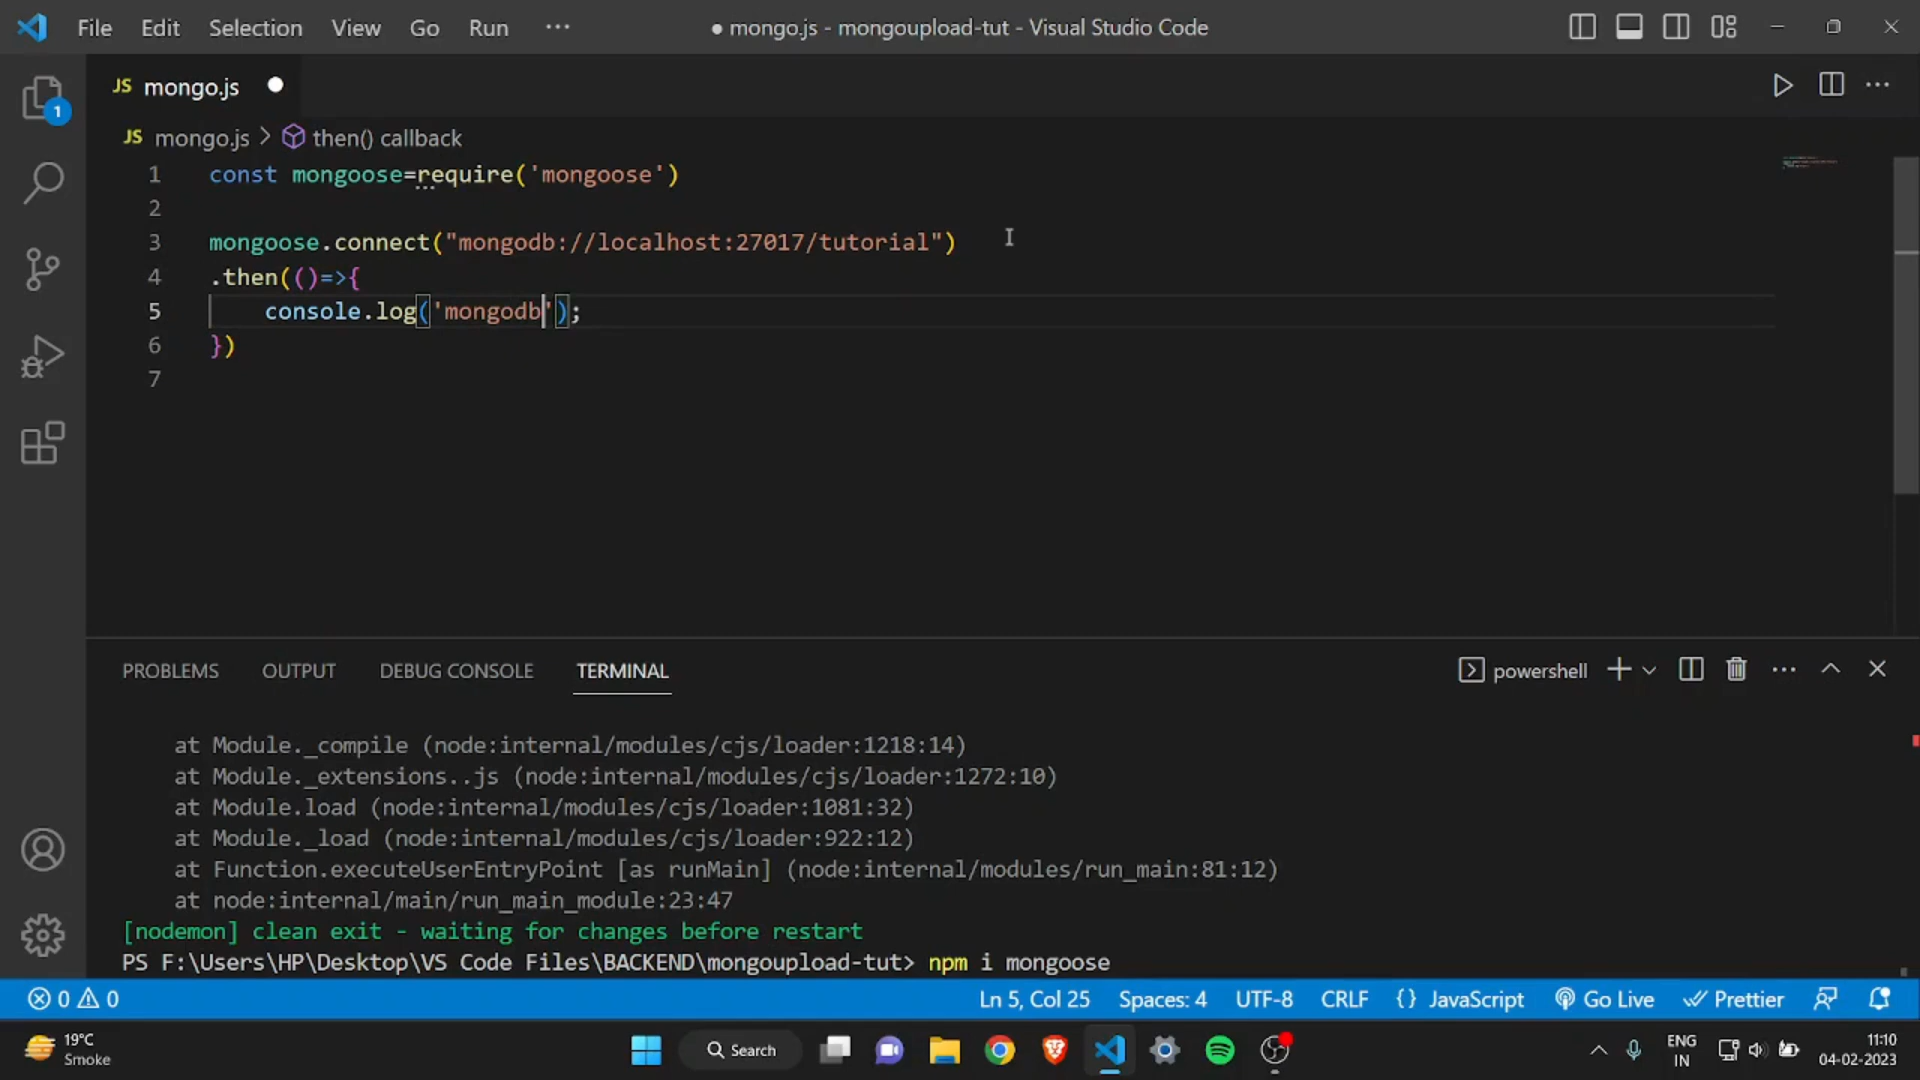 File Edit Selection View Go Run ··· ● mongo.js - mongoupload-tut - Visual Studio Code
1
JS mongo.js ●
JS mongo.js > then() callback
1 const mongoose=require('mongoose')
2
3 mongoose.connect("mongodb://localhost:27017/tutorial")
4 .then(()=>{
5 console.log('mongodb');
6 })
7
PROBLEMS OUTPUT DEBUG CONSOLE TERMINAL powershell
at Module._compile (node:internal/modules/cjs/loader:1218:14)
at Module._extensions..js (node:internal/modules/cjs/loader:1272:10)
at Module.load (node:internal/modules/cjs/loader:1081:32)
at Module._load (node:internal/modules/cjs/loader:922:12)
at Function.executeUserEntryPoint [as runMain] (node:internal/modules/run_main:81:12)
at node:internal/main/run_main_module:23:47
[nodemon] clean exit - waiting for changes before restart
PS F:\Users\HP\Desktop\VS Code Files\BACKEND\mongoupload-tut> npm i mongoose
0 0 Ln 5, Col 25 Spaces: 4 UTF-8 CRLF {} JavaScript Go Live Prettier
19°C
Smoke
Search
ENG
IN
11:10
04-02-2023